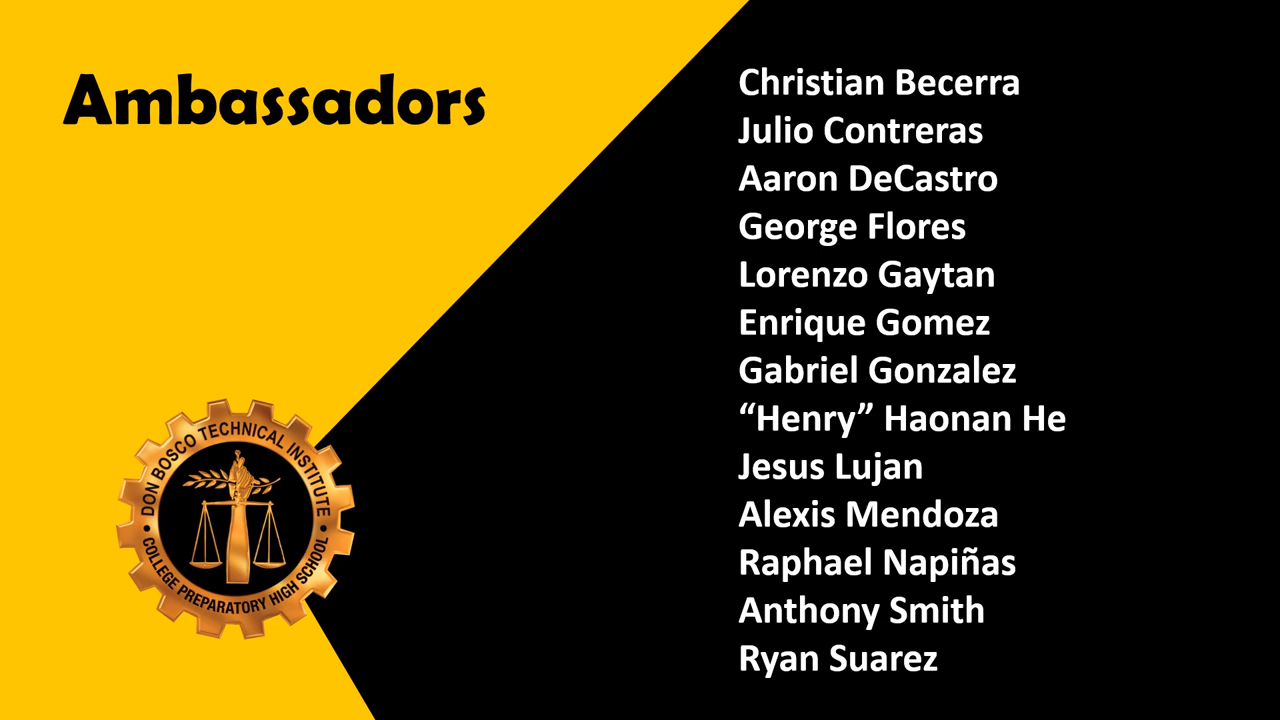 Ambassadors
Christian Becerra
Julio Contreras
Aaron DeCastro
George Flores
Lorenzo Gaytan
Enrique Gomez
Gabriel Gonzalez
“Henry” Haonan He
Jesus Lujan
Alexis Mendoza
Raphael Napiñas
Anthony Smith
Ryan Suarez
DON BOSCO TECHNICAL INSTITUTE
• COLLEGE PREPARATORY HIGH SCHOOL •